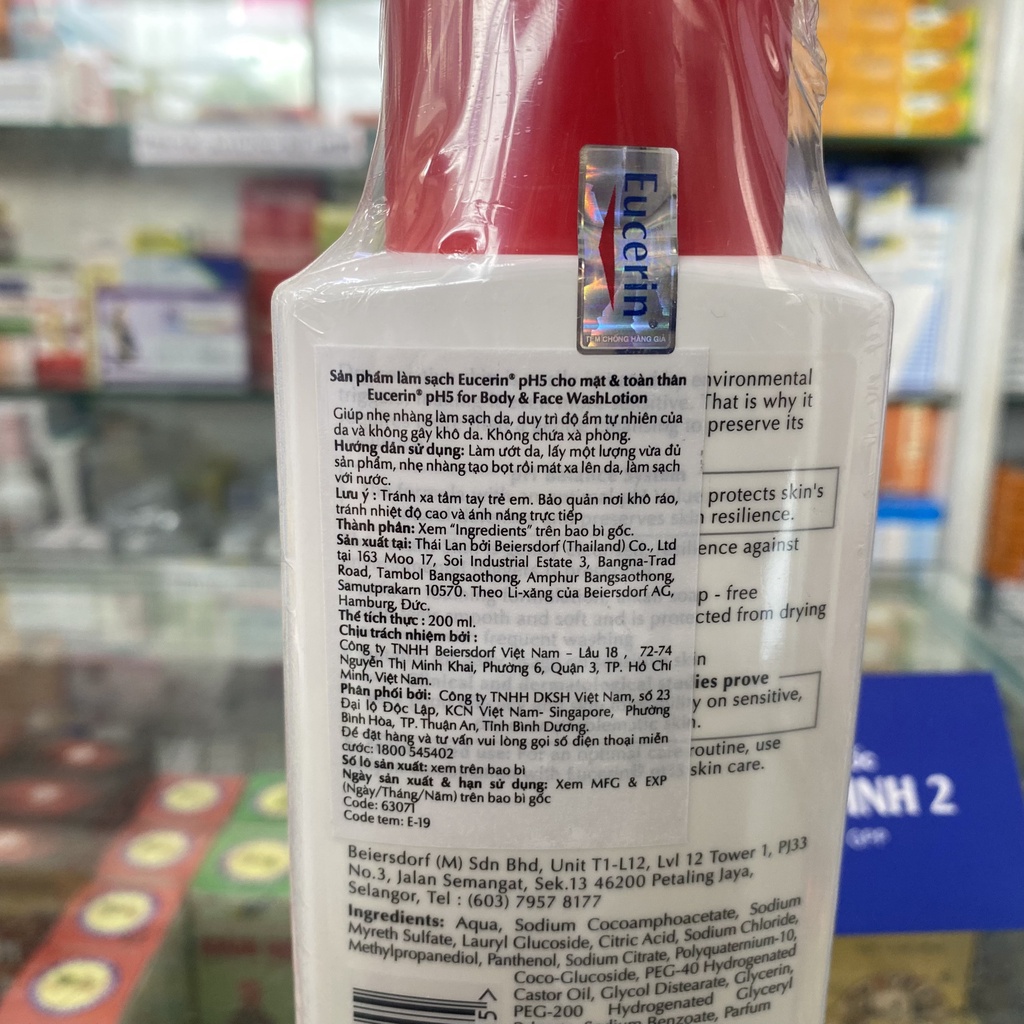 Eucerin
TEM CHỐNG HÀNG GIẢ
Sản phẩm làm sạch Eucerin® pH5 cho mặt & toàn thân
Eucerin® pH5 for Body & Face WashLotion
Giúp nhẹ nhàng làm sạch da, duy trì độ ẩm tự nhiên của
da và không gây khô da. Không chứa xà phòng.
Hướng dẫn sử dụng: Làm ướt da, lấy một lượng vừa đủ
sản phẩm, nhẹ nhàng tạo bọt rồi mát xa lên da, làm sạch
với nước.
Lưu ý : Tránh xa tầm tay trẻ em. Bảo quản nơi khô ráo,
tránh nhiệt độ cao và ánh nắng trực tiếp
Thành phần: Xem "Ingredients" trên bao bì gốc.
Sản xuất tại: Thái Lan bởi Beiersdorf (Thailand) Co., Ltd
tại 163 Moo 17, Soi Industrial Estate 3, Bangna-Trad
Road, Tambol Bangsaothong, Amphur Bangsaothong,
Samutprakarn 10570. Theo Li-xăng của Beiersdorf AG,
Hamburg, Đức.
Thể tích thực : 200 ml.
Chịu trách nhiệm bởi :
Công ty TNHH Beiersdorf Việt Nam – Lầu 18 , 72-74
Nguyễn Thị Minh Khai, Phường 6, Quận 3, TP. Hồ Chí
Minh, Việt Nam.
Phân phối bởi: Công ty TNHH DKSH Việt Nam, số 23
Đại lộ Độc Lập, KCN Việt Nam- Singapore, Phường
Bình Hòa, TP. Thuận An, Tỉnh Bình Dương.
Để đặt hàng và tư vấn vui lòng gọi số điện thoại miễn
cước: 1800 545402
Số lô sản xuất: xem trên bao bì
Ngày sản xuất & hạn sử dụng: Xem MFG & EXP
(Ngày/Tháng/Năm) trên bao bì gốc
Code: 63071
Code tem: E-19
vironmental
That is why it
preserve its
protects skin's
resilience.
ence against
p - free
cted from drying
in
ies prove
y on sensitive,
routine, use
skin care.
Beiersdorf (M) Sdn Bhd, Unit T1-L12, Lvl 12 Tower 1, PJ33
No.3, Jalan Semangat, Sek.13 46200 Petaling Jaya,
Selangor, Tel : (603) 7957 8177
Ingredients: Aqua, Sodium Cocoamphoacetate, Sodium
Myreth Sulfate, Lauryl Glucoside, Citric Acid, Sodium Chloride,
Methylpropanediol, Panthenol, Sodium Citrate, Polyquaternium-10,
Coco-Glucoside, PEG-40 Hydrogenated
Castor Oil, Glycol Distearate, Glycerin,
PEG-200 Hydrogenated Glyceryl
Benzoate, Parfum
INH 2
GPP